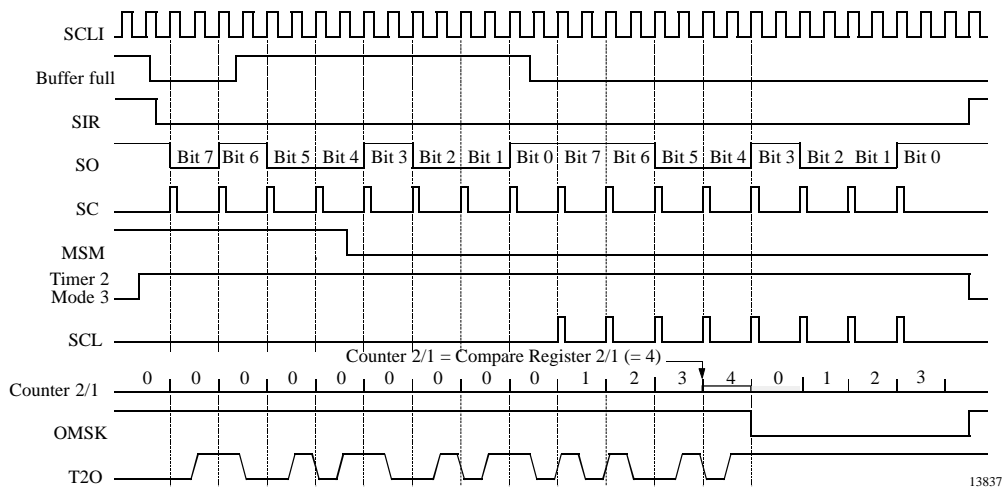 SCLI
Buffer full
SIR
SO Bit 7 Bit 6 Bit 5 Bit 4 Bit 3 Bit 2 Bit 1 Bit 0 Bit 7 Bit 6 Bit 5 Bit 4 Bit 3 Bit 2 Bit 1 Bit 0
SC
MSM
Timer 2
Mode 3
SCL
Counter 2/1 = Compare Register 2/1 (= 4)
Counter 2/1 0 0 0 0 0 0 0 0 0 1 2 3 4 0 1 2 3
OMSK
T2O
13837